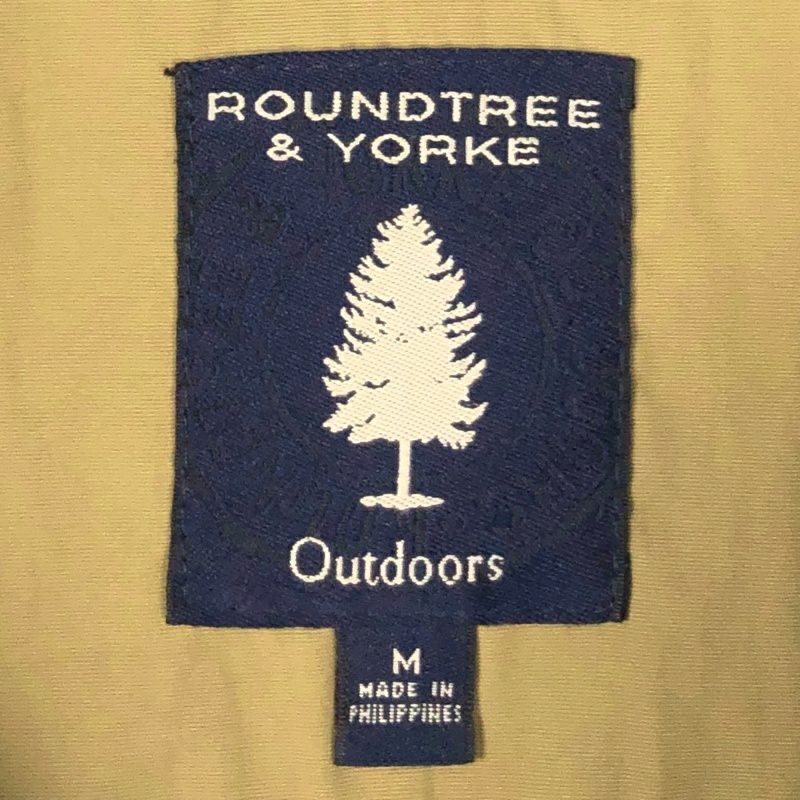 ROUNDTREE
& YORKE
Outdoors
M
MADE IN
PHILIPPINES